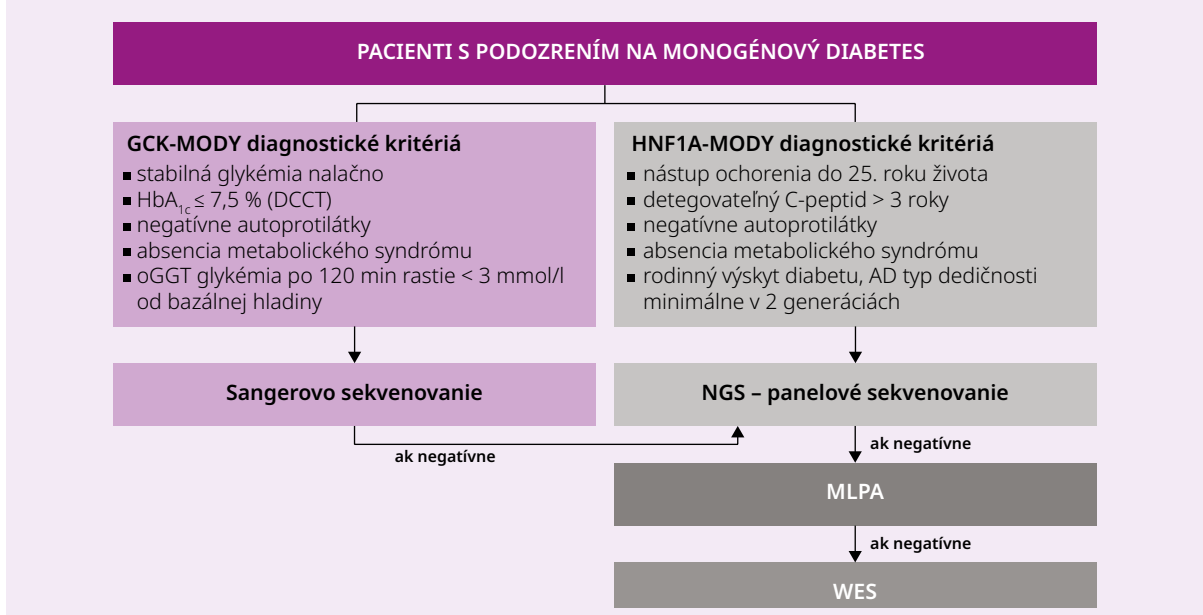 PACIENTI S PODOZRENÍM NA MONOGÉNOVÝ DIABETES
GCK-MODY diagnostické kritériá
▪ stabilná glykémia nalačno
▪ HbA1c ≤ 7,5 % (DCCT)
▪ negatívne autoprotilátky
▪ absencia metabolického syndrómu
▪ oGGT glykémia po 120 min rastie < 3 mmol/l
od bazálnej hladiny
HNF1A-MODY diagnostické kritériá
▪ nástup ochorenia do 25. roku života
▪ detegovateľný C-peptid > 3 roky
▪ negatívne autoprotilátky
▪ absencia metabolického syndrómu
▪ rodinný výskyt diabetu, AD typ dedičnosti
minimálne v 2 generáciách
Sangerovo sekvenovanie
NGS – panelové sekvenovanie
ak negatívne
ak negatívne
MLPA
ak negatívne
WES